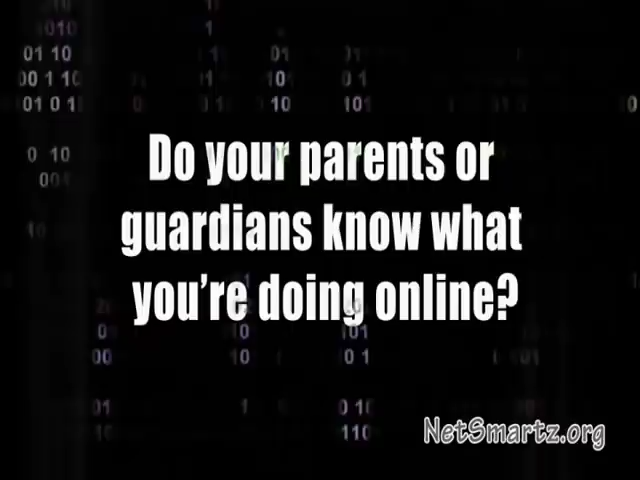 Do your parents or
guardians know what
you're doing online?
NetSmartz.org